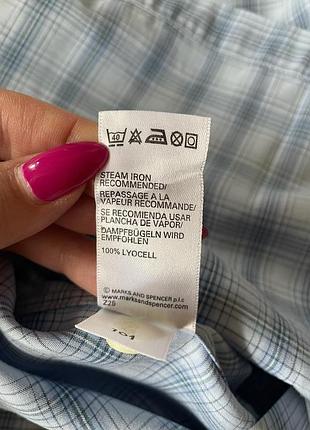 40
STEAM IRON
RECOMMENDED/
REPASSAGE A LA
VAPEUR RECOMMANDE/
SE RECOMIENDA USAR
PLANCHA DE VAPOR/
DAMPFBÜGELN WIRD
EMPFOHLEN
100% LYOCELL
© MARKS AND SPENCER p.l.c
www.marksandspencer.com
Z28